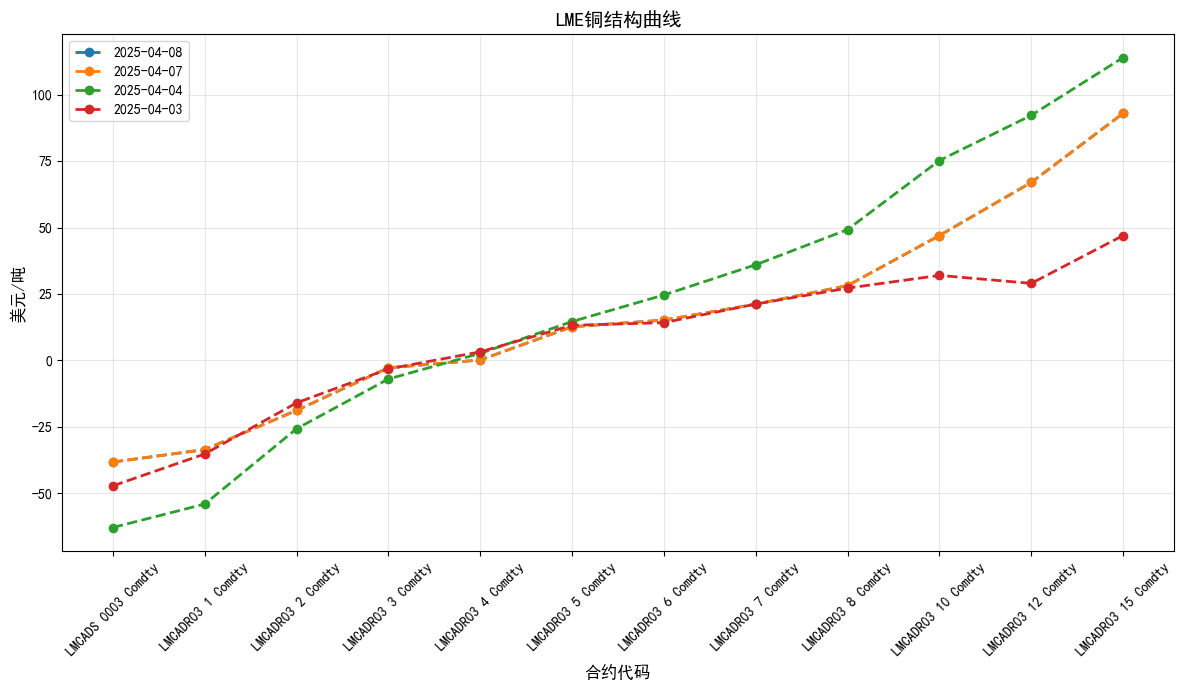 LME铜结构曲线
2025-04-08
2025-04-07
2025-04-04
2025-04-03
美元/吨
100
75
50
25
0
−25
−50
LMCADS 0003 Comdty
LMCADR03 1 Comdty
LMCADR03 2 Comdty
LMCADR03 3 Comdty
LMCADR03 4 Comdty
LMCADR03 5 Comdty
LMCADR03 6 Comdty
LMCADR03 7 Comdty
LMCADR03 8 Comdty
LMCADR03 10 Comdty
LMCADR03 12 Comdty
LMCADR03 15 Comdty
合约代码